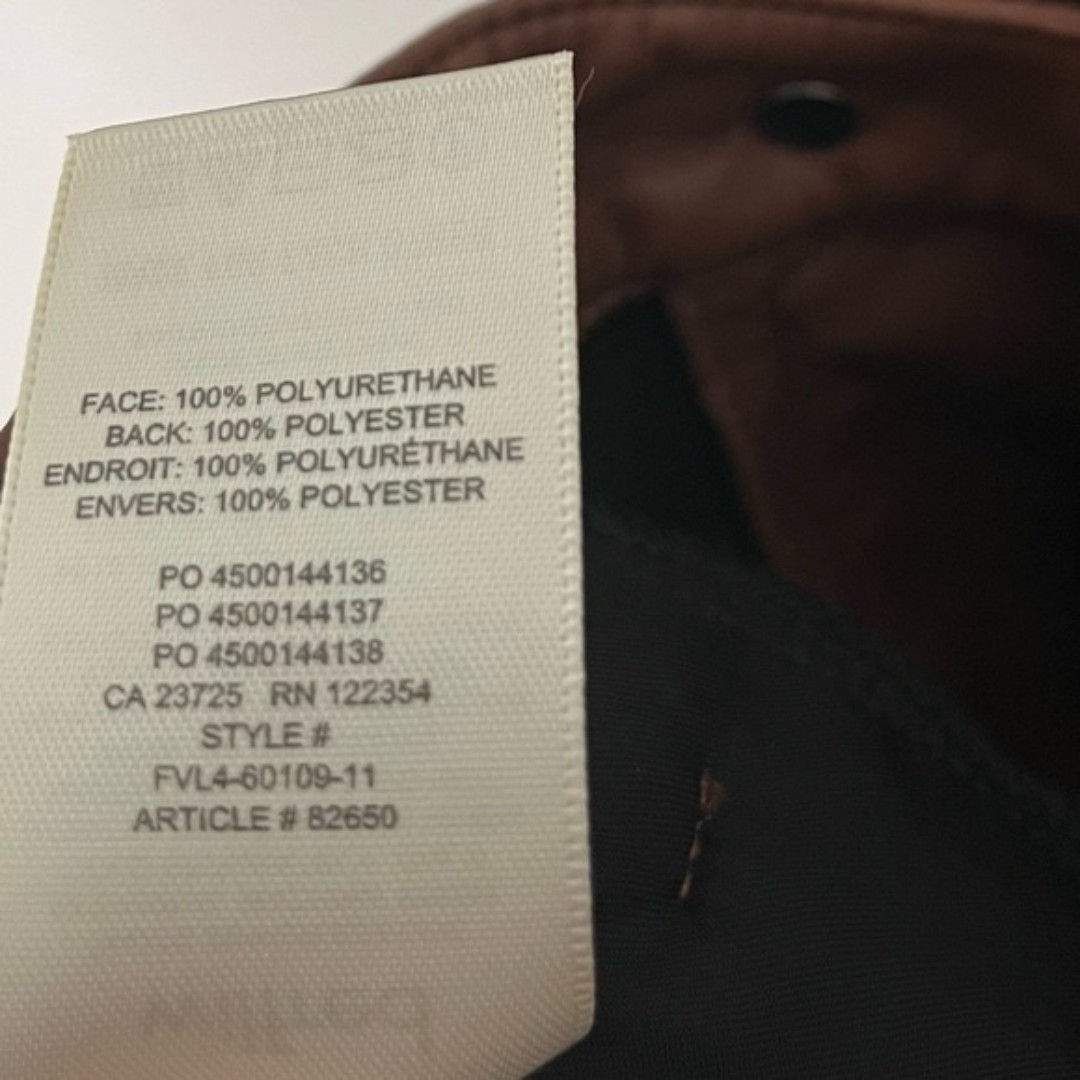 FACE: 100% POLYURETHANE
BACK: 100% POLYESTER
ENDROIT: 100% POLYURÉTHANE
ENVERS: 100% POLYESTER
PO 4500144136
PO 4500144137
PO 4500144138
CA 23725 RN 122354
STYLE #
FVL4-60109-11
ARTICLE # 82650